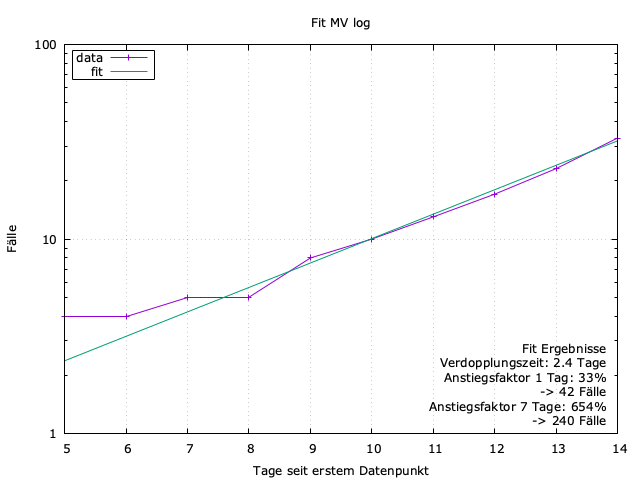 Fit MV log
100
data
fit
10
Fälle
Fit Ergebnisse
Verdopplungszeit: 2.4 Tage
Anstiegsfaktor 1 Tag: 33%
-> 42 Fälle
Anstiegsfaktor 7 Tage: 654%
-> 240 Fälle
1
5 6 7 8 9 10 11 12 13 14
Tage seit erstem Datenpunkt